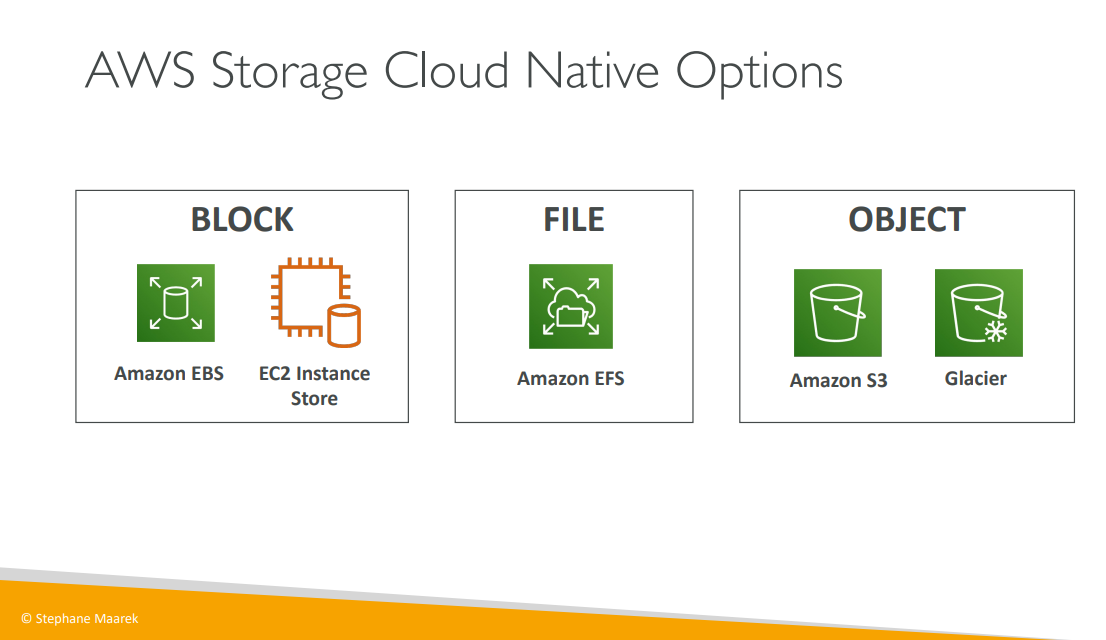 AWS Storage Cloud Native Options
BLOCK
Amazon EBS
EC2 Instance
Store
FILE
Amazon EFS
OBJECT
Amazon S3
Glacier
© Stephane Maarek